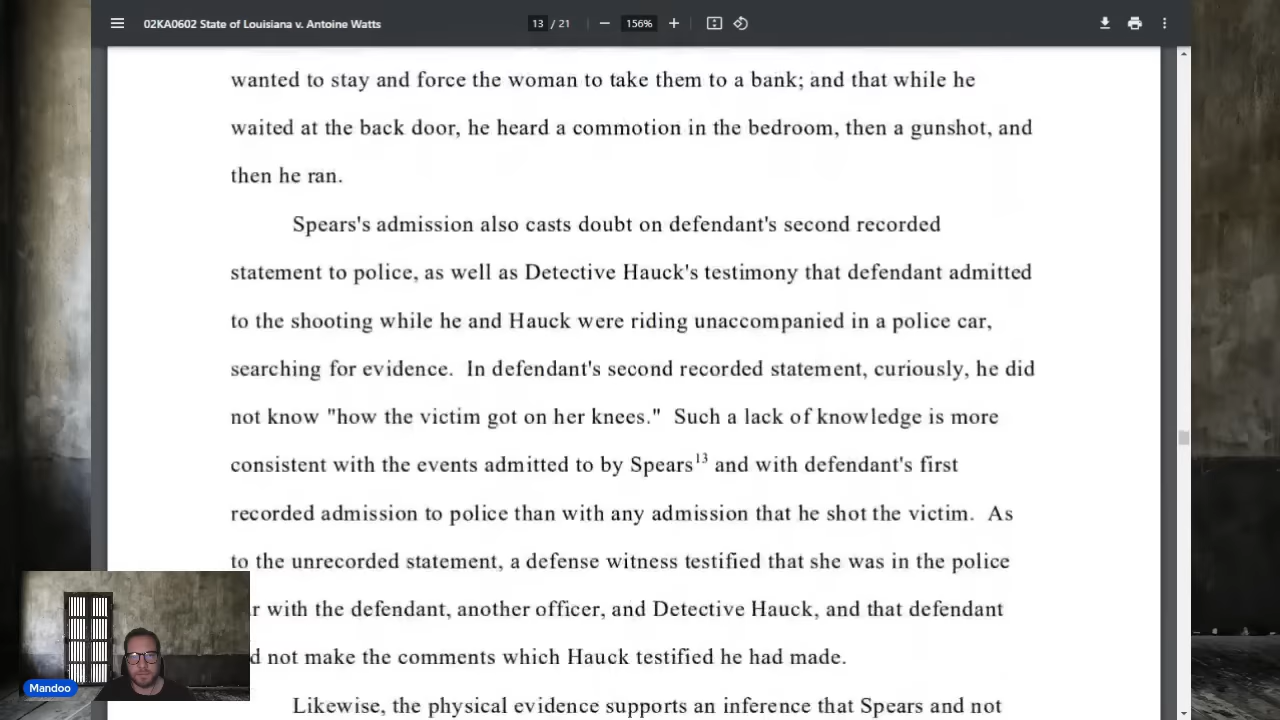 02KA0602 State of Louisiana v. Antoine Watts
13 / 21
156%
wanted to stay and force the woman to take them to a bank; and that while he
waited at the back door, he heard a commotion in the bedroom, then a gunshot, and
then he ran.
Spears's admission also casts doubt on defendant's second recorded
statement to police, as well as Detective Hauck's testimony that defendant admitted
to the shooting while he and Hauck were riding unaccompanied in a police car,
searching for evidence. In defendant's second recorded statement, curiously, he did
not know "how the victim got on her knees." Such a lack of knowledge is more
consistent with the events admitted to by Spears13 and with defendant's first
recorded admission to police than with any admission that he shot the victim. As
to the unrecorded statement, a defense witness testified that she was in the police
r with the defendant, another officer, and Detective Hauck, and that defendant
d not make the comments which Hauck testified he had made.
Likewise, the physical evidence supports an inference that Spears and not
Mandoo